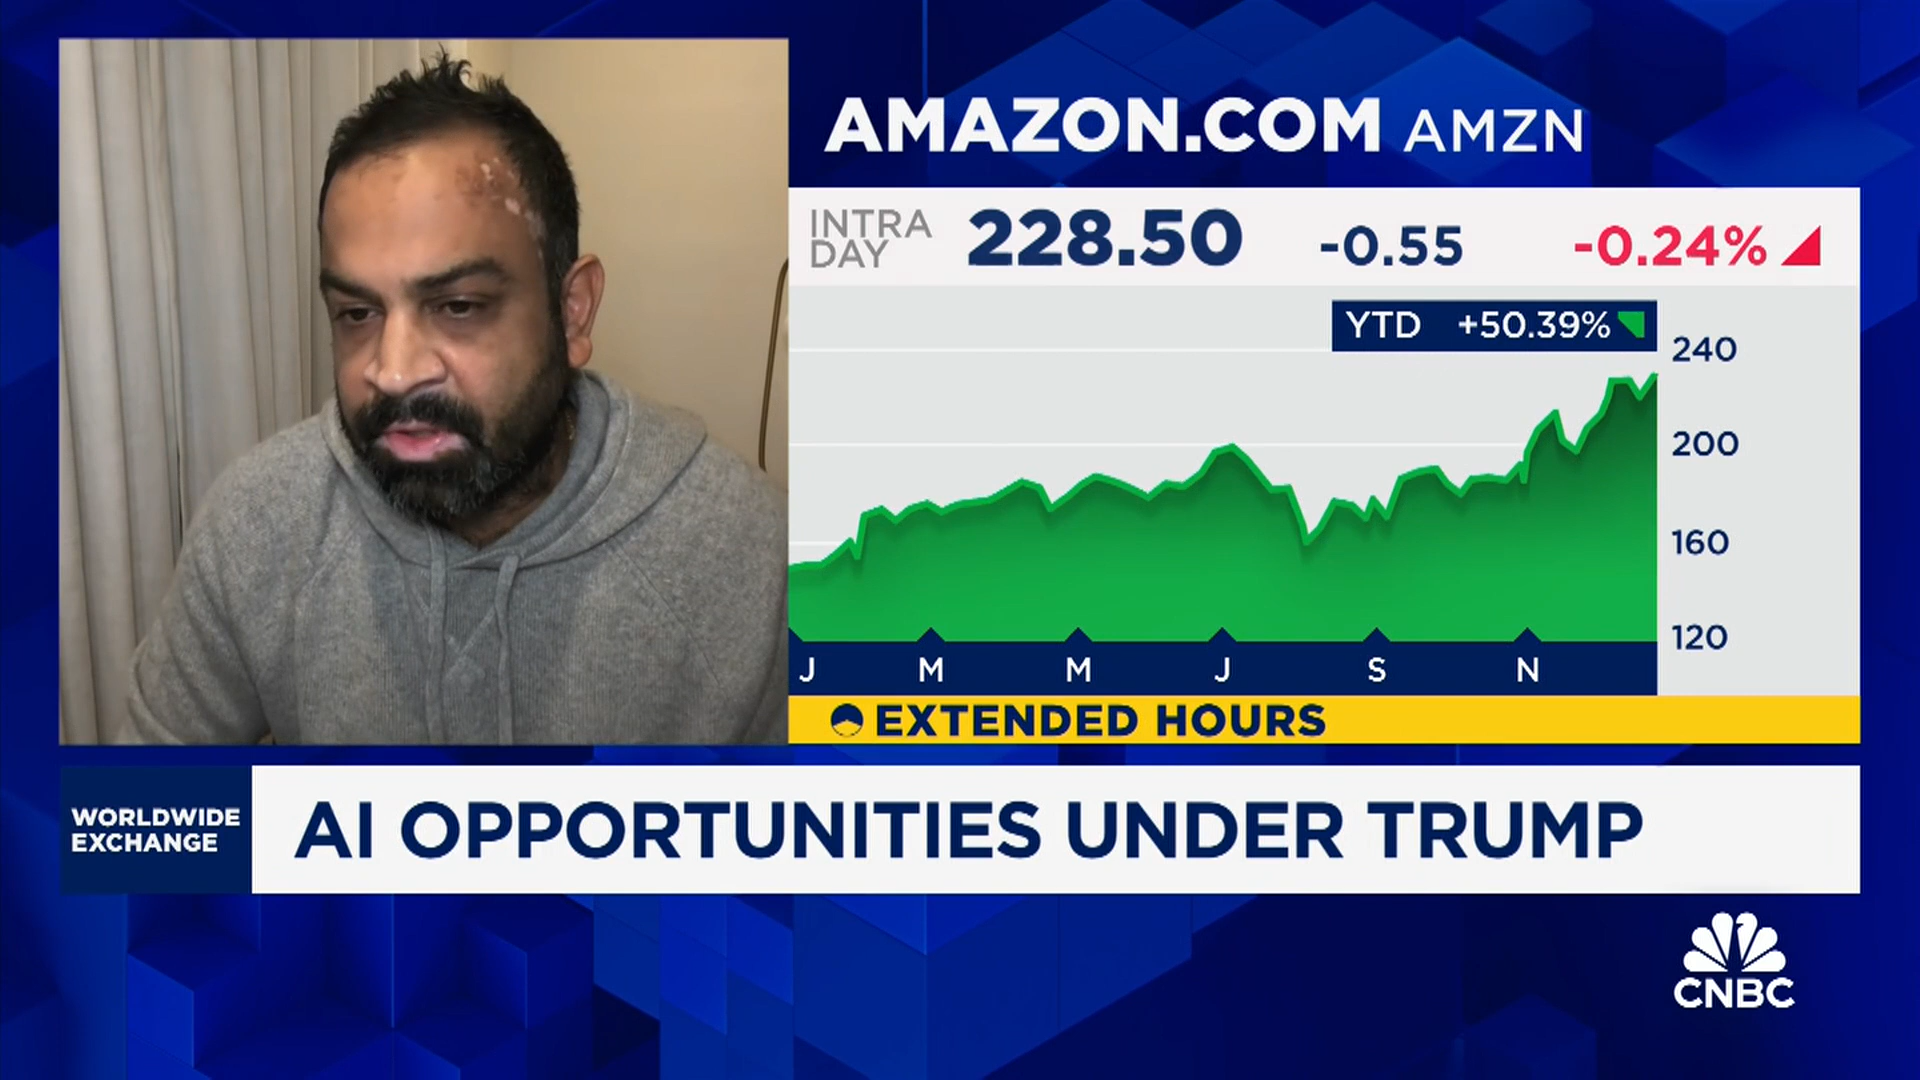 AMAZON.COM AMZN
INTRA
DAY
228.50 -0.55 -0.24%
YTD +50.39%
240
200
160
120
J M M J S N
EXTENDED HOURS
WORLDWIDE
EXCHANGE
AI OPPORTUNITIES UNDER TRUMP
CNBC